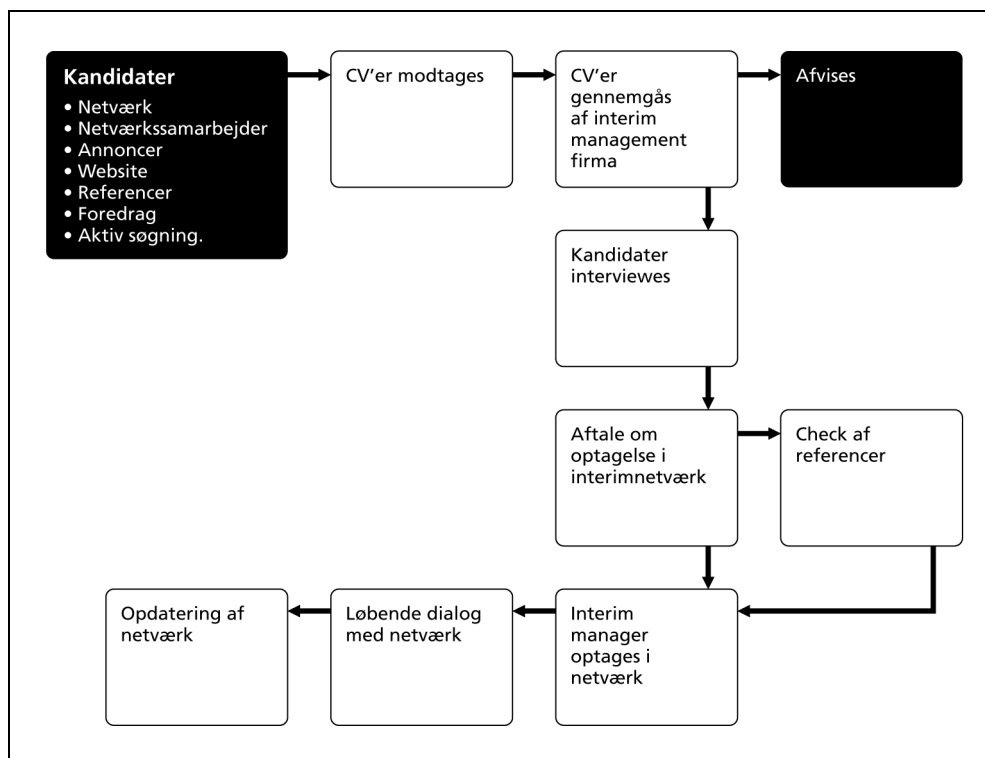 Kandidater
• Netværk
• Netværkssamarbejder
• Annoncer
• Website
• Referencer
• Foredrag
• Aktiv søgning.
CV'er modtages
CV'er
gennemgås
af interim
management
firma
Afvises
Kandidater
interviewes
Aftale om
optagelse i
interimnetværk
Check af
referencer
Opdatering af
netværk
Løbende dialog
med netværk
Interim
manager
optages i
netværk